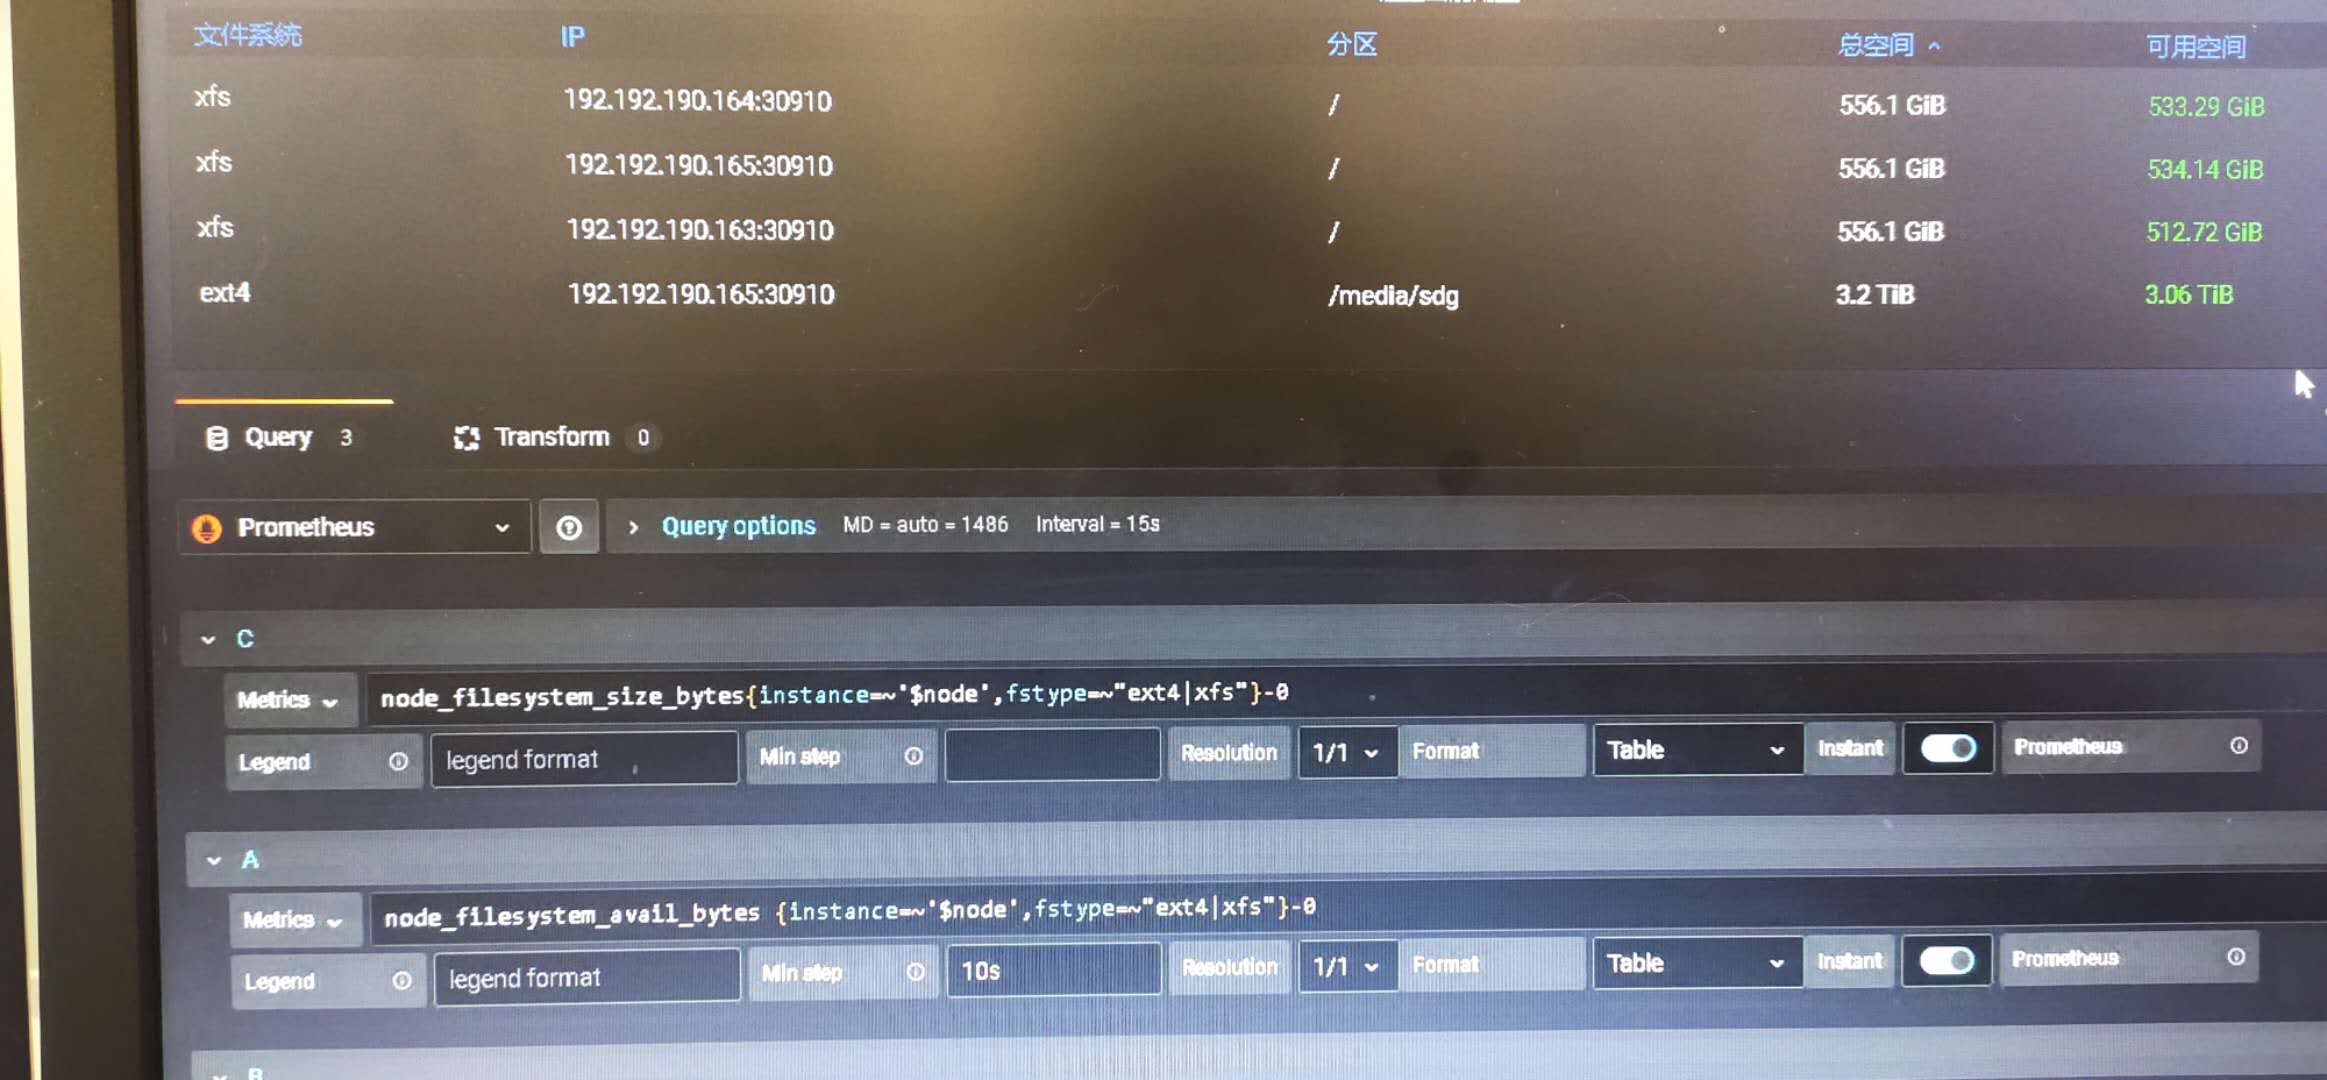 文件系统 IP 分区 总空间 可用空间
xfs 192.192.190.164:30910 / 556.1 GiB 533.29 GiB
xfs 192.192.190.165:30910 / 556.1 GiB 534.14 GiB
xfs 192.192.190.163:30910 / 556.1 GiB 512.72 GiB
ext4 192.192.190.165:30910 /media/sdg 3.2 TiB 3.06 TiB
Query 3 Transform 0
Prometheus Query options MD = auto = 1486 Interval = 15s
C
Metrics node_filesystem_size_bytes{instance=~'$node',fstype=~"ext4|xfs"}-0
Legend legend format Min step Resolution 1/1 Format Table Instant Prometheus
A
Metrics node_filesystem_avail_bytes {instance=~'$node',fstype=~"ext4|xfs"}-0
Legend legend format Min step 10s Resolution 1/1 Format Table Instant Prometheus
B